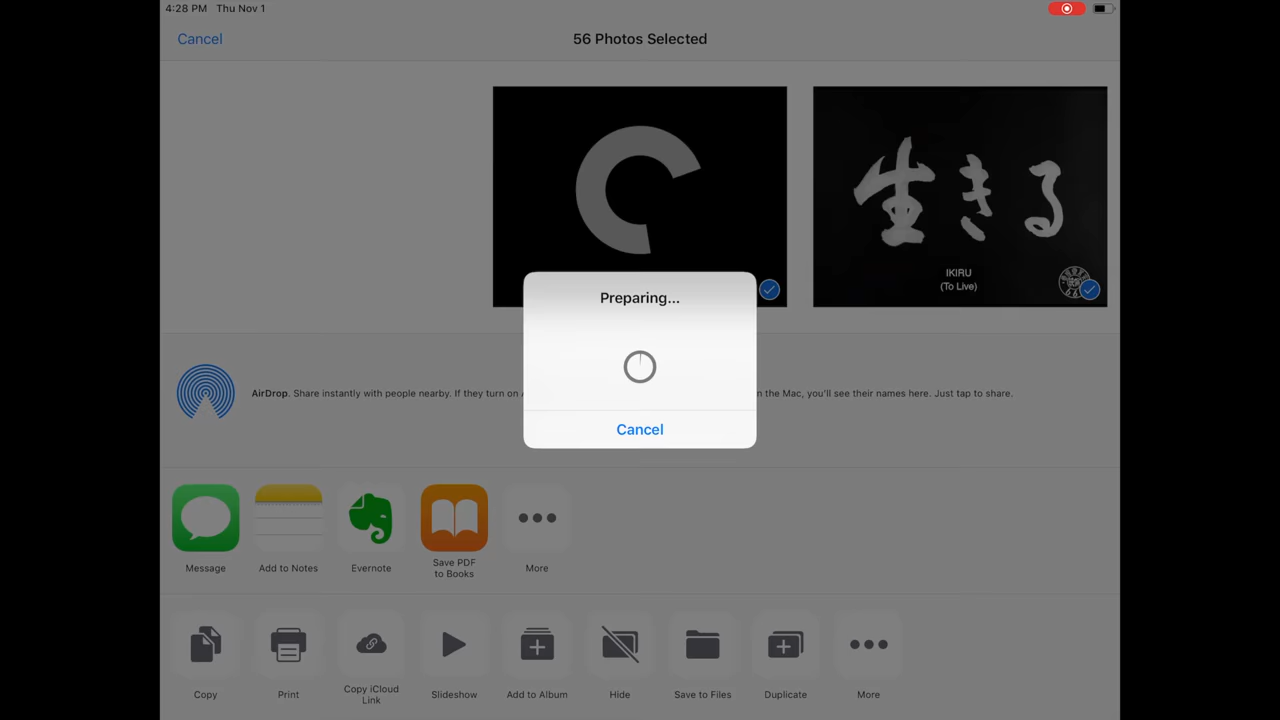 4:28 PM Thu Nov 1
Cancel
56 Photos Selected
生きる
IKIRU
(To Live)
Preparing...
AirDrop. Share instantly with people nearby. If they turn on
n the Mac, you'll see their names here. Just tap to share.
Cancel
Message
Add to Notes
Evernote
Save PDF
to Books
More
Copy
Print
Copy iCloud
Link
Slideshow
Add to Album
Hide
Save to Files
Duplicate
More